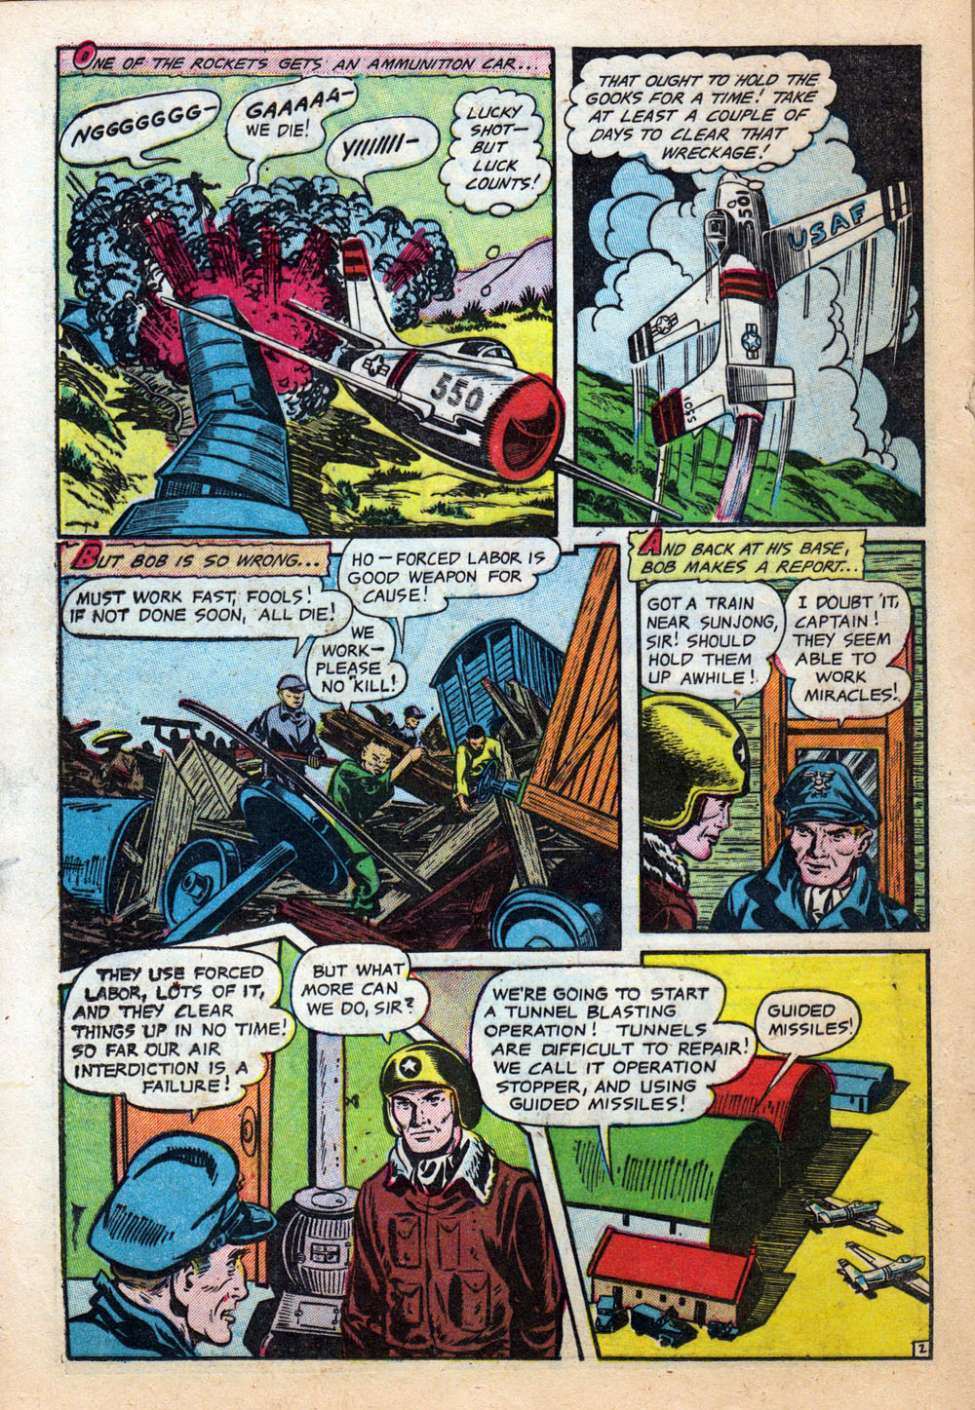 ONE OF THE ROCKETS GETS AN AMMUNITION CAR...
NGGGGGGG-
GAAAAA-
WE DIE!
YIIIIIII-
LUCKY
SHOT-
BUT
LUCK
COUNTS!
550
THAT OUGHT TO HOLD THE
GOOKS FOR A TIME! TAKE
AT LEAST A COUPLE OF
DAYS TO CLEAR THAT
WRECKAGE!
USAF
BUT BOB IS SO WRONG...
MUST WORK FAST, FOOLS!
IF NOT DONE SOON, ALL DIE!
HO-FORCED LABOR IS
GOOD WEAPON FOR
CAUSE!
WE
WORK-
PLEASE
NO KILL!
AND BACK AT HIS BASE,
BOB MAKES A REPORT...
GOT A TRAIN
NEAR SUNJONG,
SIR! SHOULD
HOLD THEM
UP AWHILE!
I DOUBT IT,
CAPTAIN!
THEY SEEM
ABLE TO
WORK
MIRACLES!
THEY USE FORCED
LABOR, LOTS OF IT,
AND THEY CLEAR
THINGS UP IN NO TIME!
SO FAR OUR AIR
INTERDICTION IS A
FAILURE!
BUT WHAT
MORE CAN
WE DO, SIR?
WE'RE GOING TO START
A TUNNEL BLASTING
OPERATION! TUNNELS
ARE DIFFICULT TO REPAIR!
WE CALL IT OPERATION
STOPPER, AND USING
GUIDED MISSILES!
GUIDED
MISSILES!
2